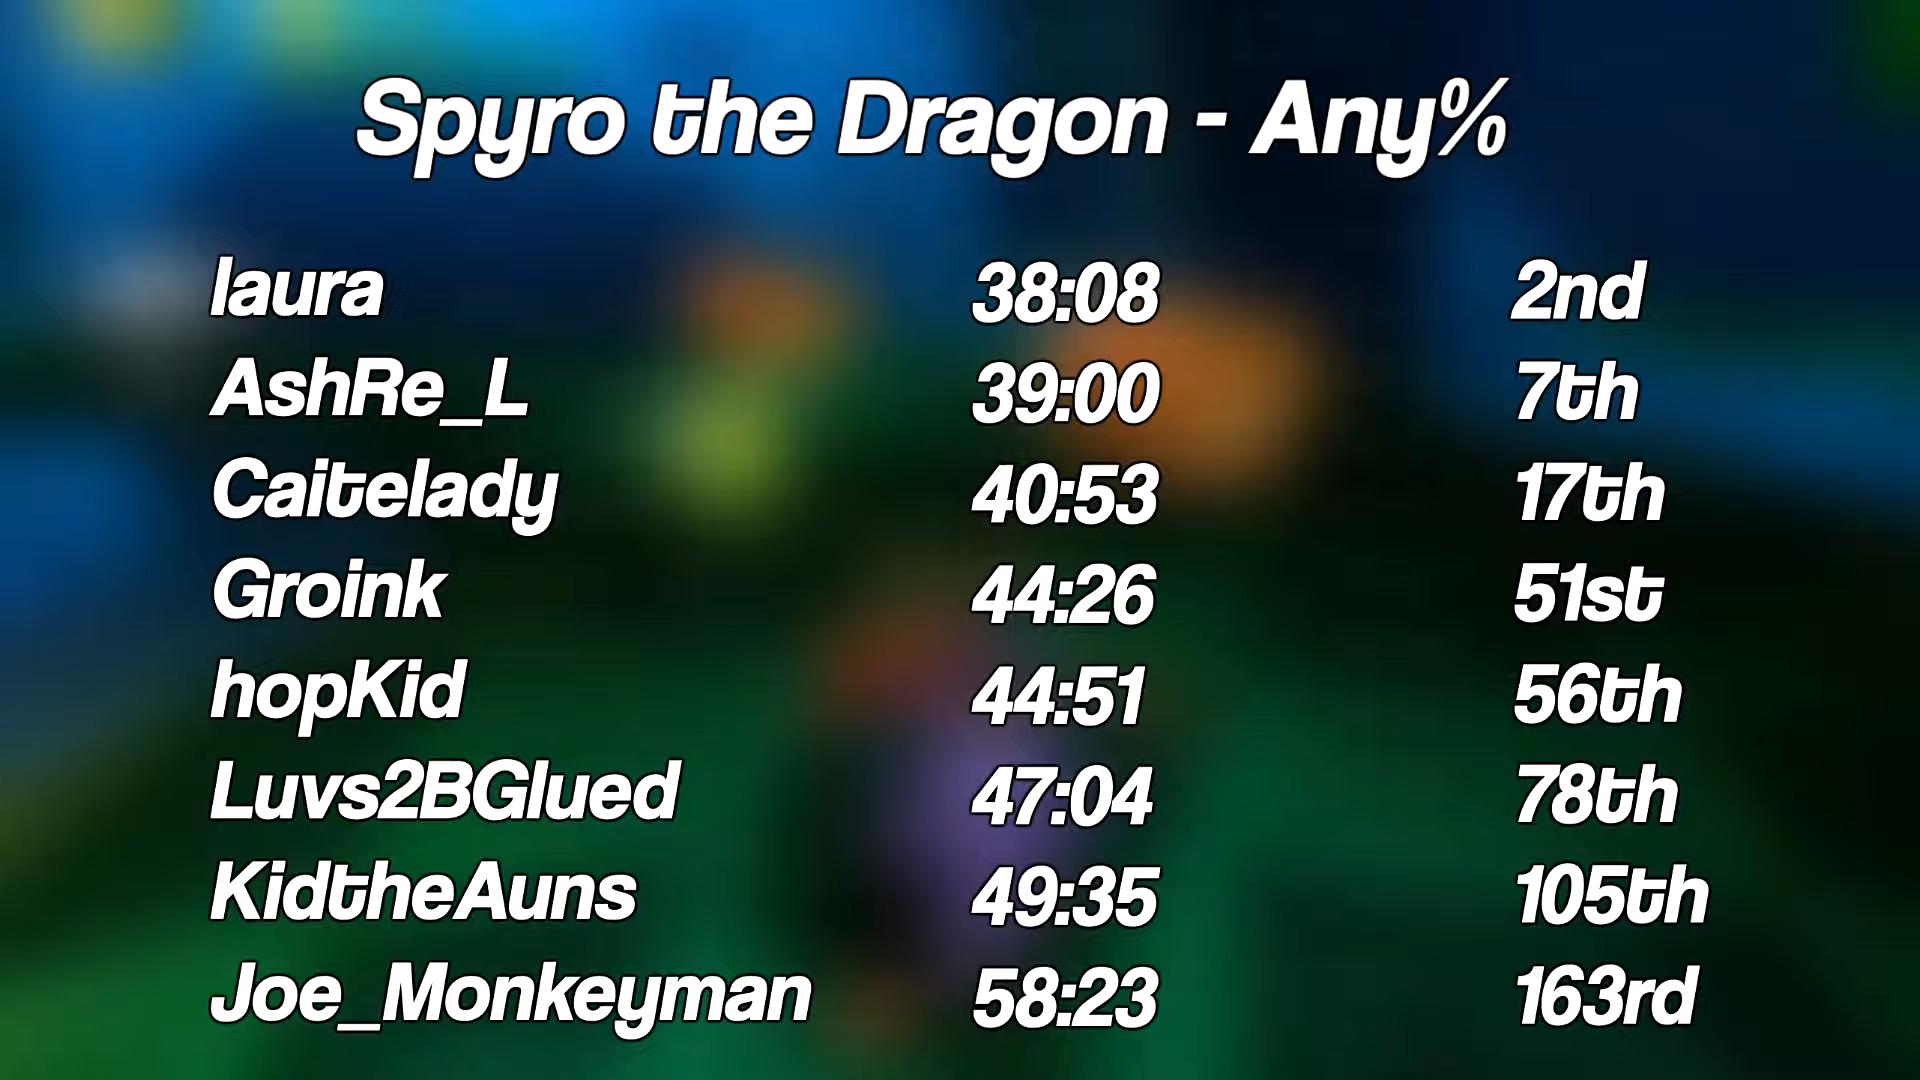 Spyro the Dragon - Any%
laura 38:08 2nd
AshRe_L 39:00 7th
Caitelady 40:53 17th
Groink 44:26 51st
hopKid 44:51 56th
Luvs2BGlued 47:04 78th
KidtheAuns 49:35 105th
Joe_Monkeyman 58:23 163rd